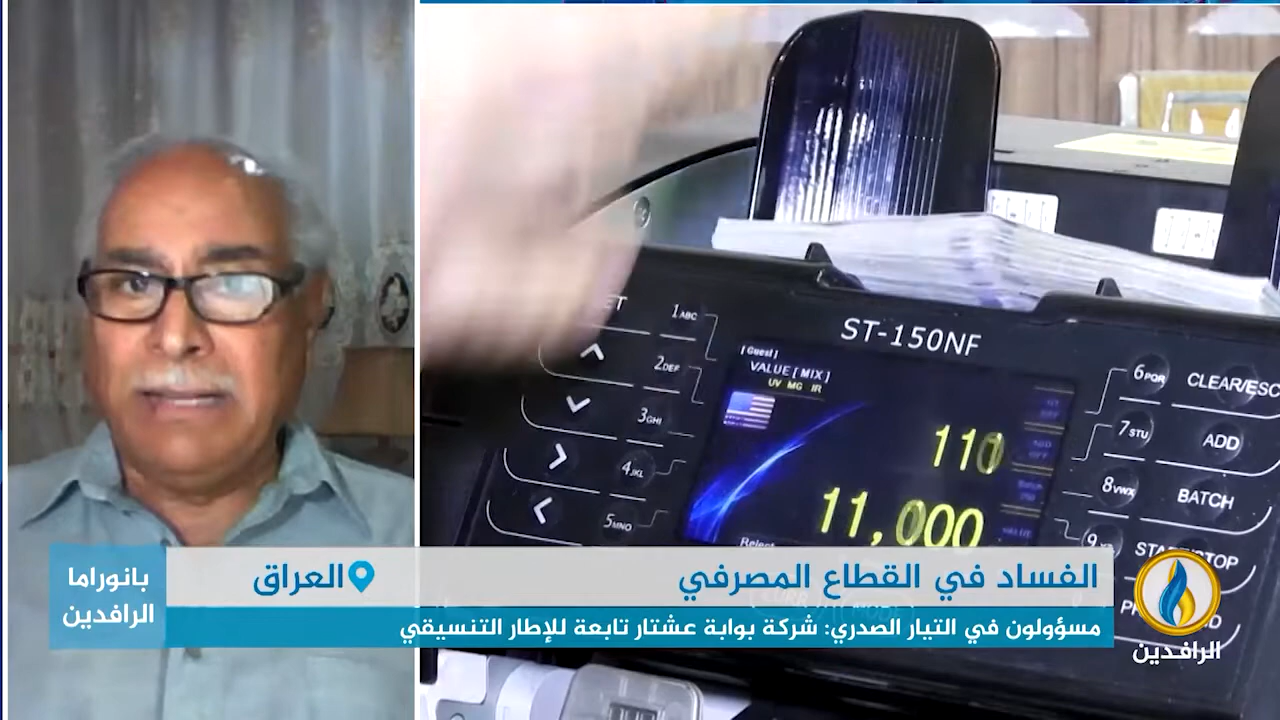 ST-150NF
[ Guest ]
VALUE [ MIX ]
UV MG IR
110
11,000
1ABC
2DEF
3GHI
4JKL
5MNO
6PQR
7STU
8VWX
CLEAR/ESC
ADD
BATCH
الفساد في القطاع المصرفي
العراق
مسؤولون في التيار الصدري: شركة بوابة عشتار تابعة للإطار التنسيقي
بانوراما
الرافدين
الرافدين